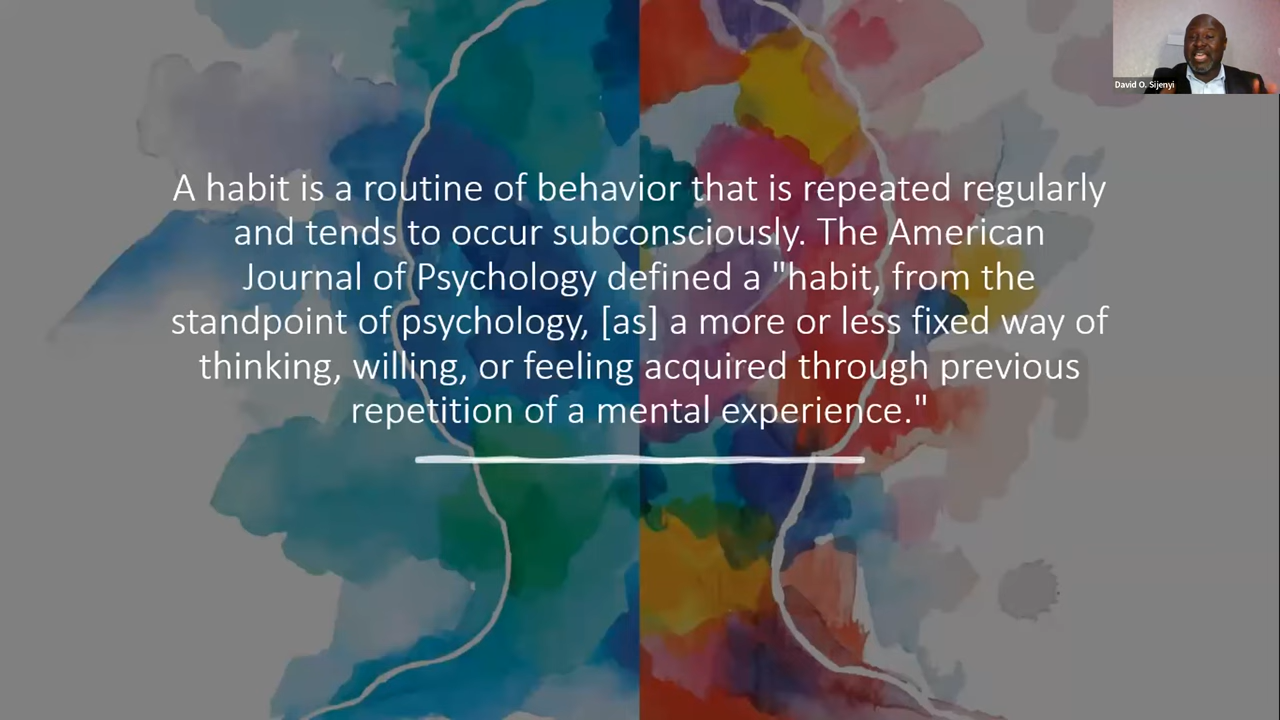 David O. Sijenyi
A habit is a routine of behavior that is repeated regularly
and tends to occur subconsciously. The American
Journal of Psychology defined a "habit, from the
standpoint of psychology, [as] a more or less fixed way of
thinking, willing, or feeling acquired through previous
repetition of a mental experience."